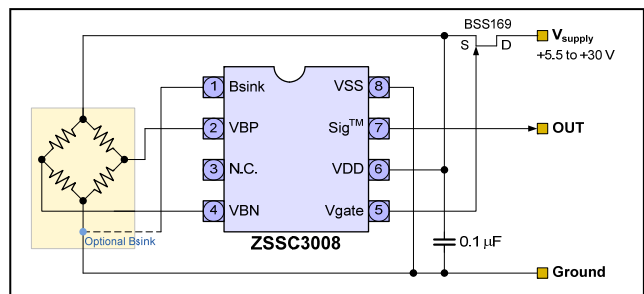 BSS169
S D
Vsupply
+5.5 to +30 V
1 Bsink VSS 8
2 VBP Sig™ 7 OUT
3 N.C. VDD 6
4 VBN Vgate 5
Optional Bsink
ZSSC3008
0.1 µF
Ground